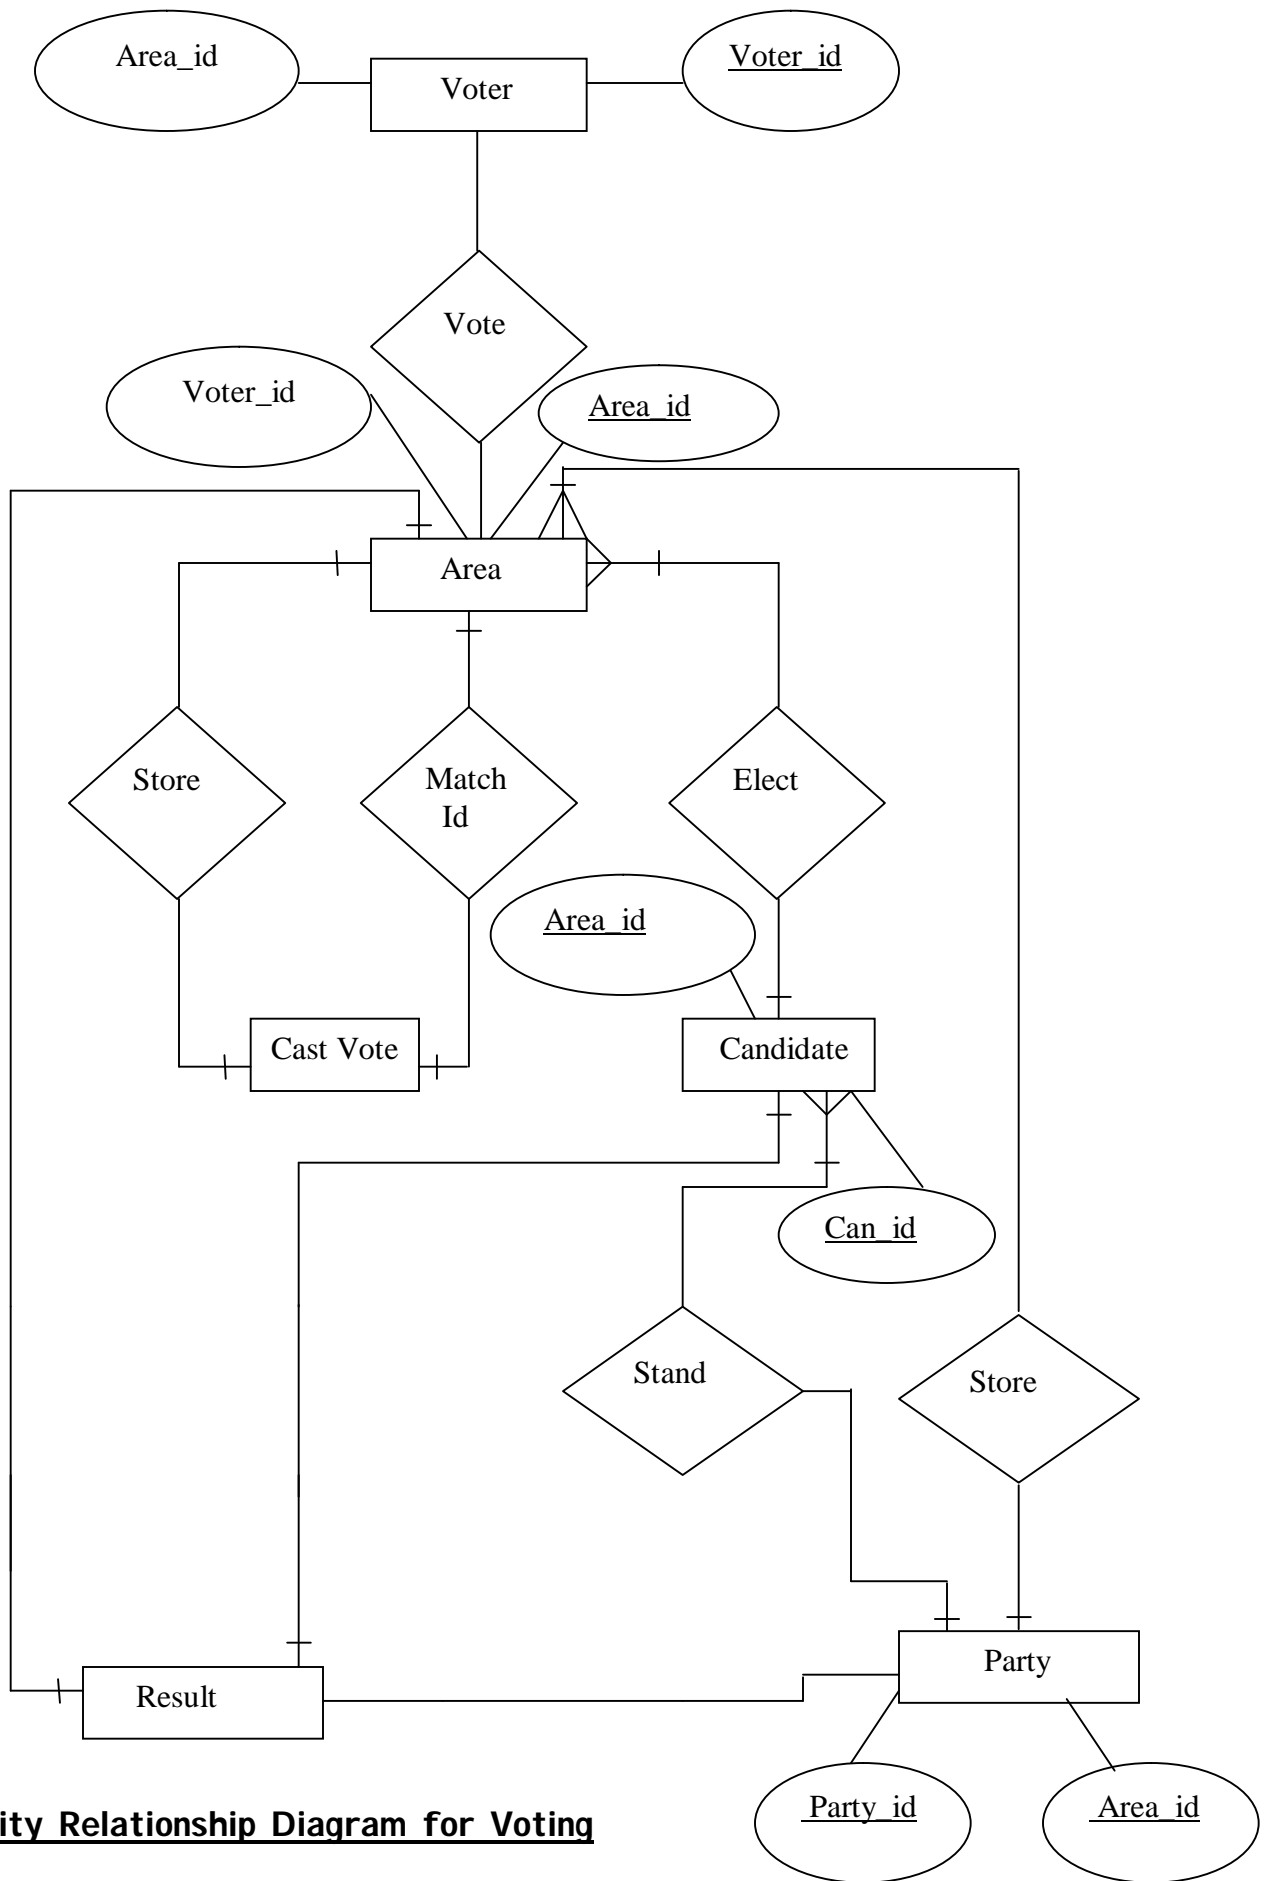 Area_id
Voter
Voter_id
Vote
Voter_id
Area_id
Area
Store
Match
Id
Elect
Area_id
Cast Vote
Candidate
Can_id
Stand
Store
Party
Result
Party_id
Area_id
ity Relationship Diagram for Voting